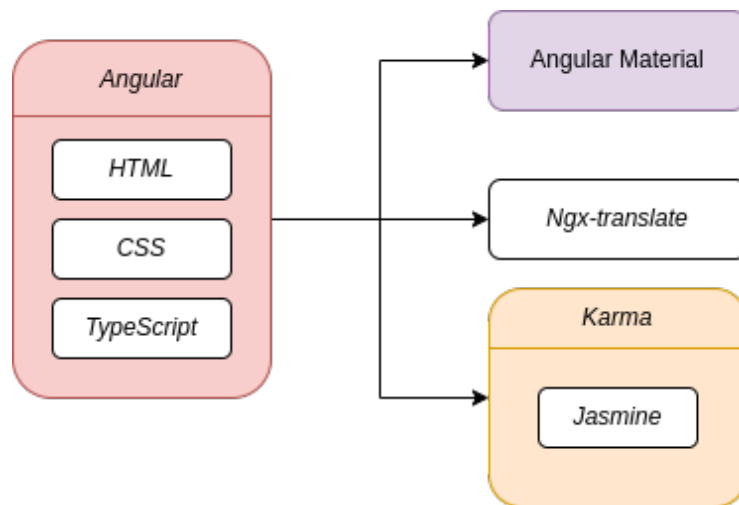 Angular
HTML
CSS
TypeScript
Angular Material
Ngx-translate
Karma
Jasmine